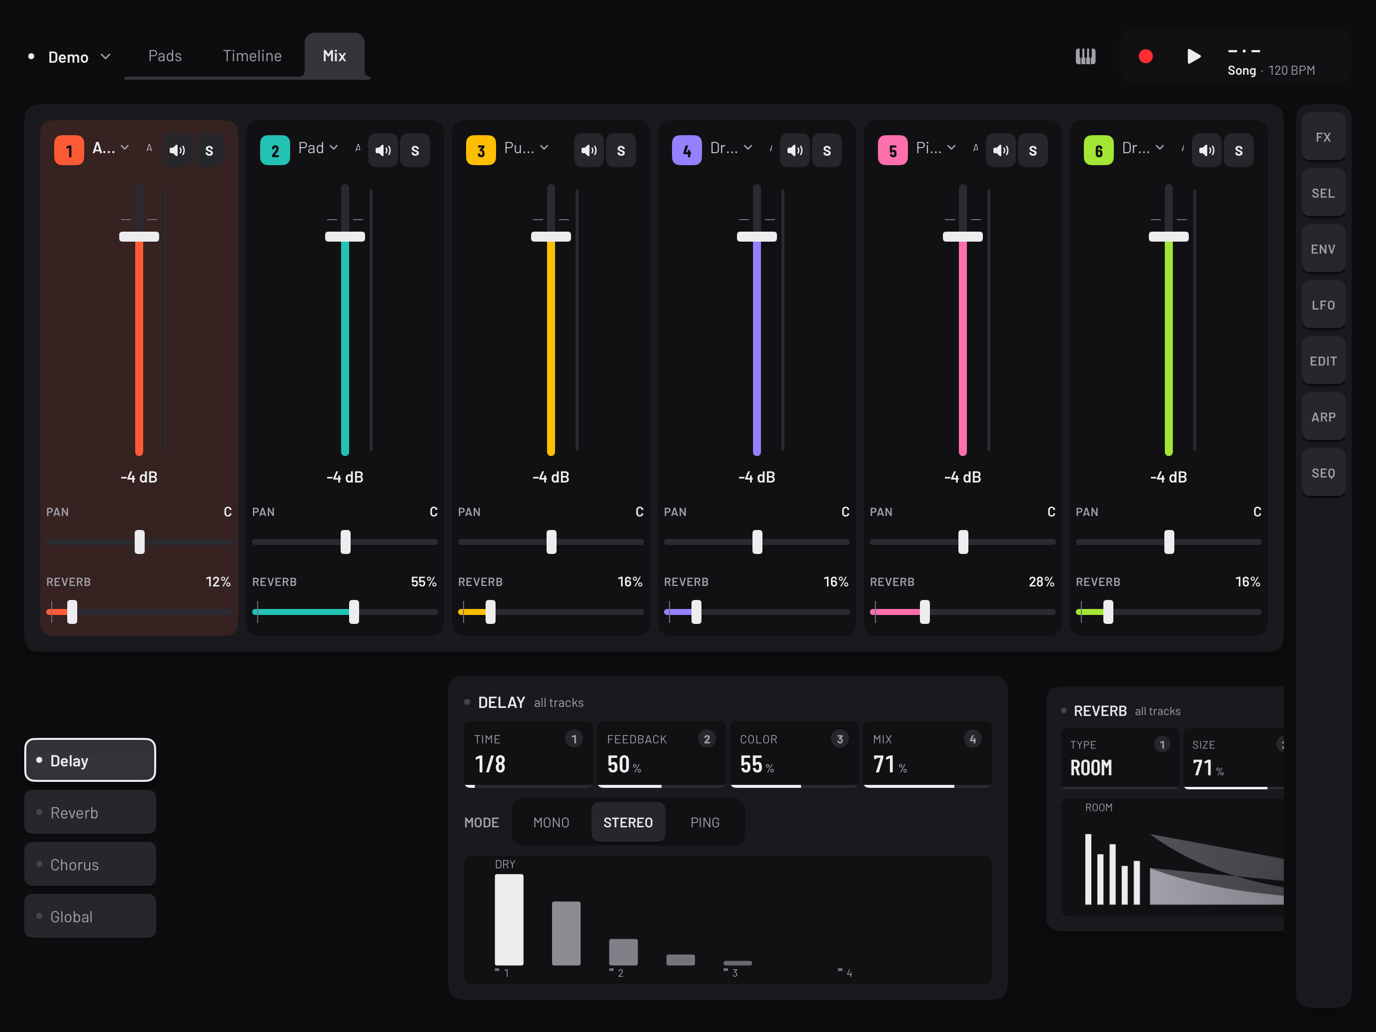 Demo Pads Timeline Mix
Song · 120 BPM
1 A... A S
2 Pad A S
3 Pu... S
4 Dr... S
5 Pi... A S
6 Dr... S
-4 dB -4 dB -4 dB -4 dB -4 dB -4 dB
PAN C PAN C PAN C PAN C PAN C PAN C
REVERB 12% REVERB 55% REVERB 16% REVERB 16% REVERB 28% REVERB 16%
FX
SEL
ENV
LFO
EDIT
ARP
SEQ
Delay
Reverb
Chorus
Global
DELAY all tracks
TIME 1 FEEDBACK 2 COLOR 3 MIX 4
1/8 50 % 55 % 71 %
MODE MONO STEREO PING
DRY
1 2 3 4
REVERB all tracks
TYPE 1 SIZE
ROOM 71 %
ROOM